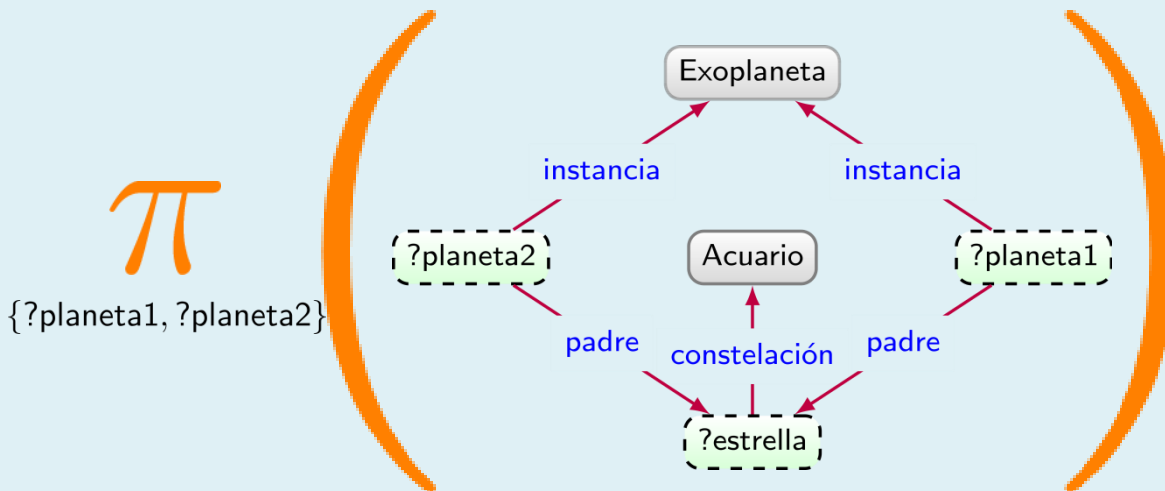 Exoplaneta
instancia instancia
π
?planeta2 Acuario ?planeta1
{?planeta1, ?planeta2}
padre constelación padre
?estrella